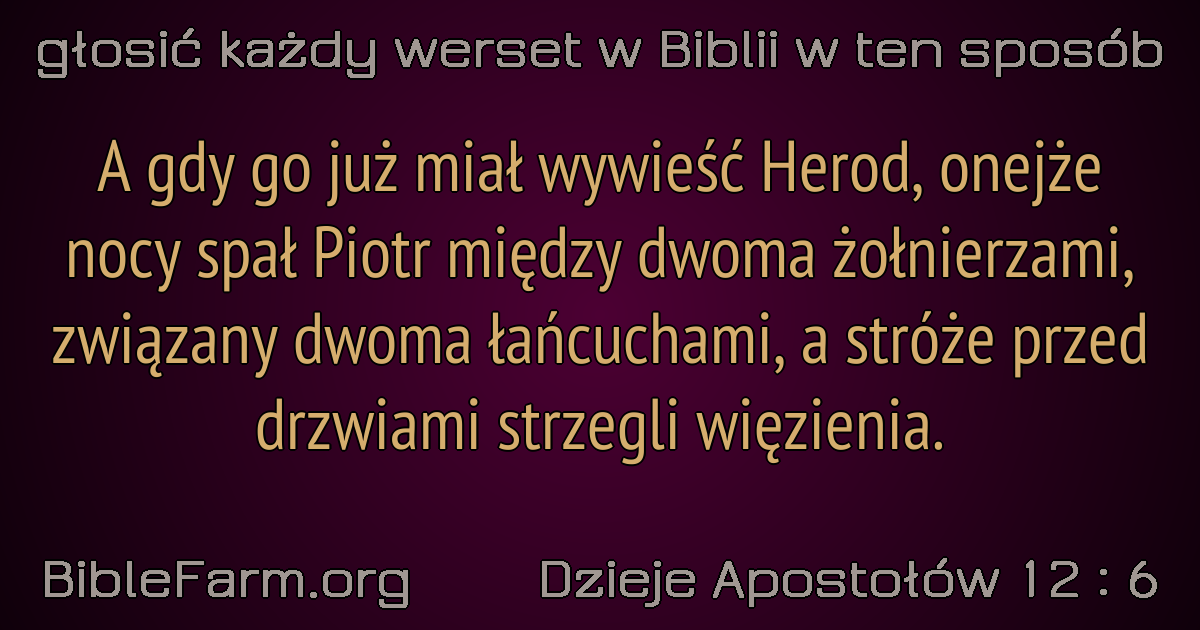 głosić każdy werset w Biblii w ten sposób
A gdy go już miał wywieść Herod, onejże
nocy spał Piotr między dwoma żołnierzami,
związany dwoma łańcuchami, a stróże przed
drzwiami strzegli więzienia.
BibleFarm.org Dzieje Apostołów 12 : 6